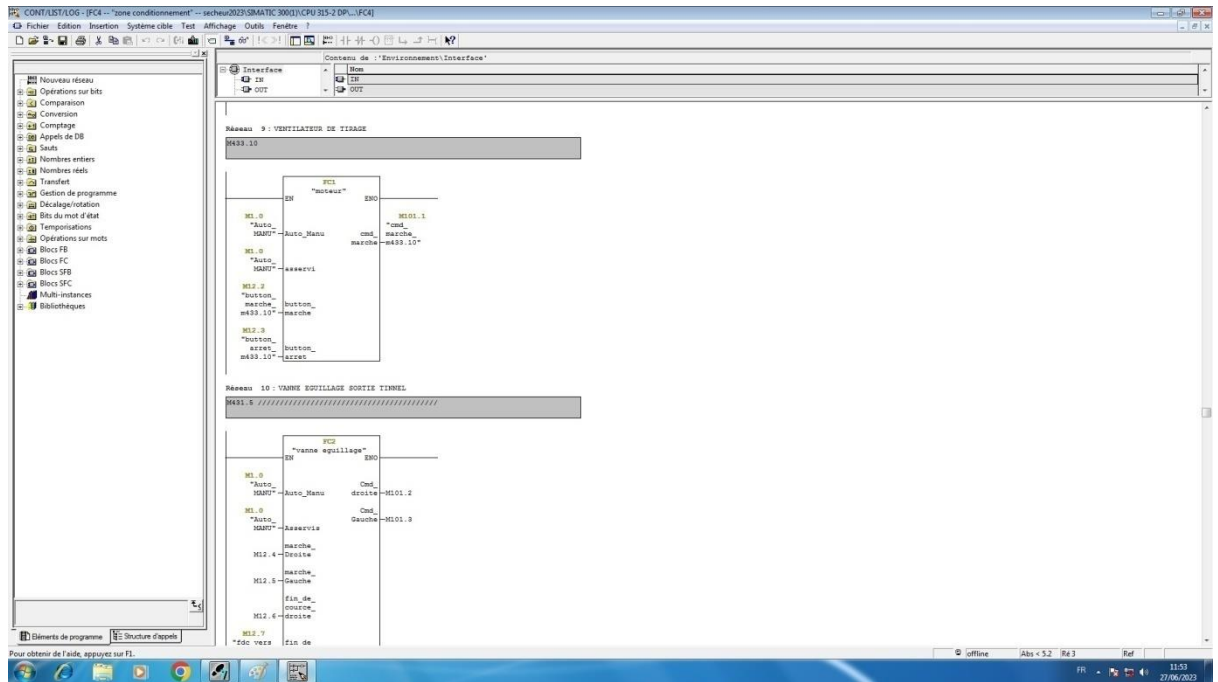 CONT/LIST/LOG - [FC4 -- "zone conditionnement" -- secheur2023\SIMATIC 300(1)\CPU 315-2 DP\...\FC4]
Fichier Edition Insertion Système cible Test Affichage Outils Fenêtre ?
Contenu de :'Environnement\Interface'
Interface
IN
OUT
Nom
IN
OUT
Nouveau réseau
Opérations sur bits
Comparaison
Conversion
Comptage
Appels de DB
Sauts
Nombres entiers
Nombres réels
Transfert
Gestion de programme
Décalage/rotation
Bits du mot d'état
Temporisations
Opérations sur mots
Blocs FB
Blocs FC
Blocs SFB
Blocs SFC
Multi-instances
Bibliothèques
Eléments de programme
Structure d'appels
Réseau 9 : VENTILATEUR DE TIRAGE
M433.10
FC1
"moteur"
EN ENO
M1.0 M101.1
"Auto_ "cmd_
MANU" Auto_Manu cmd_ marche_
marche m433.10"
M1.0
"Auto_
MANU" asservi
M12.2
"button_
marche_ button_
m433.10" marche
M12.3
"button_
arret_ button_
m433.10" arret
Réseau 10 : VANNE EGUILLAGE SORTIE TINNEL
M431.5 /////////////////////////////////////////
FC2
"vanne eguillage"
EN ENO
M1.0
"Auto_ Cmd_
MANU" Auto_Manu droite M101.2
M1.0 Cmd_
"Auto_ Gauche M101.3
MANU" Asservis
marche_
M12.4 Droite
marche_
M12.5 Gauche
fin_de_
cource_
M12.6 droite
M12.7
"fdc vers fin de
Pour obtenir de l'aide, appuyez sur F1.
offline
Abs < 5.2
Ré 3
Ref
FR
11:53
27/06/2023